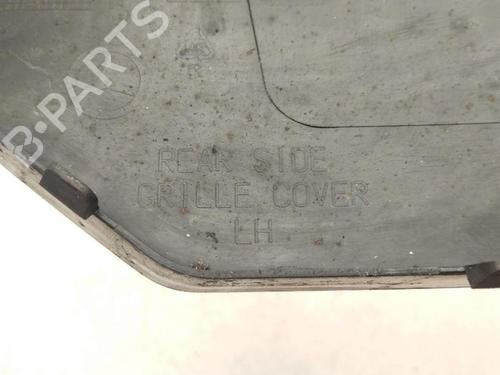 B-PARTS
REAR SIDE
GRILLE COVER
LH